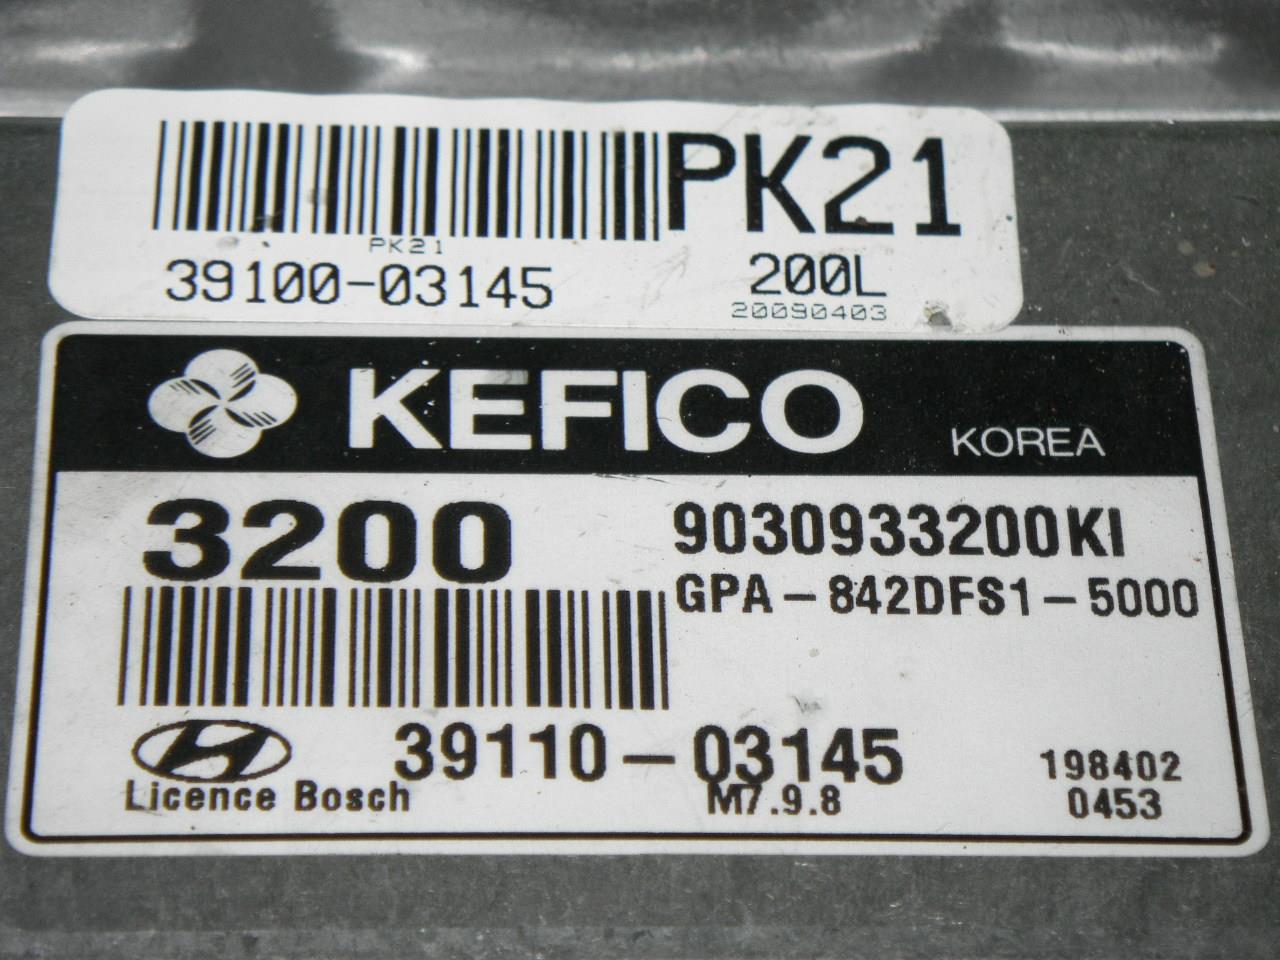 PK21
PK21
39100-03145
200L
20090403
KEFICO KOREA
3200
9030933200KI
GPA-842DFS1-5000
39110-03145
Licence Bosch
M7.9.8
198402
0453